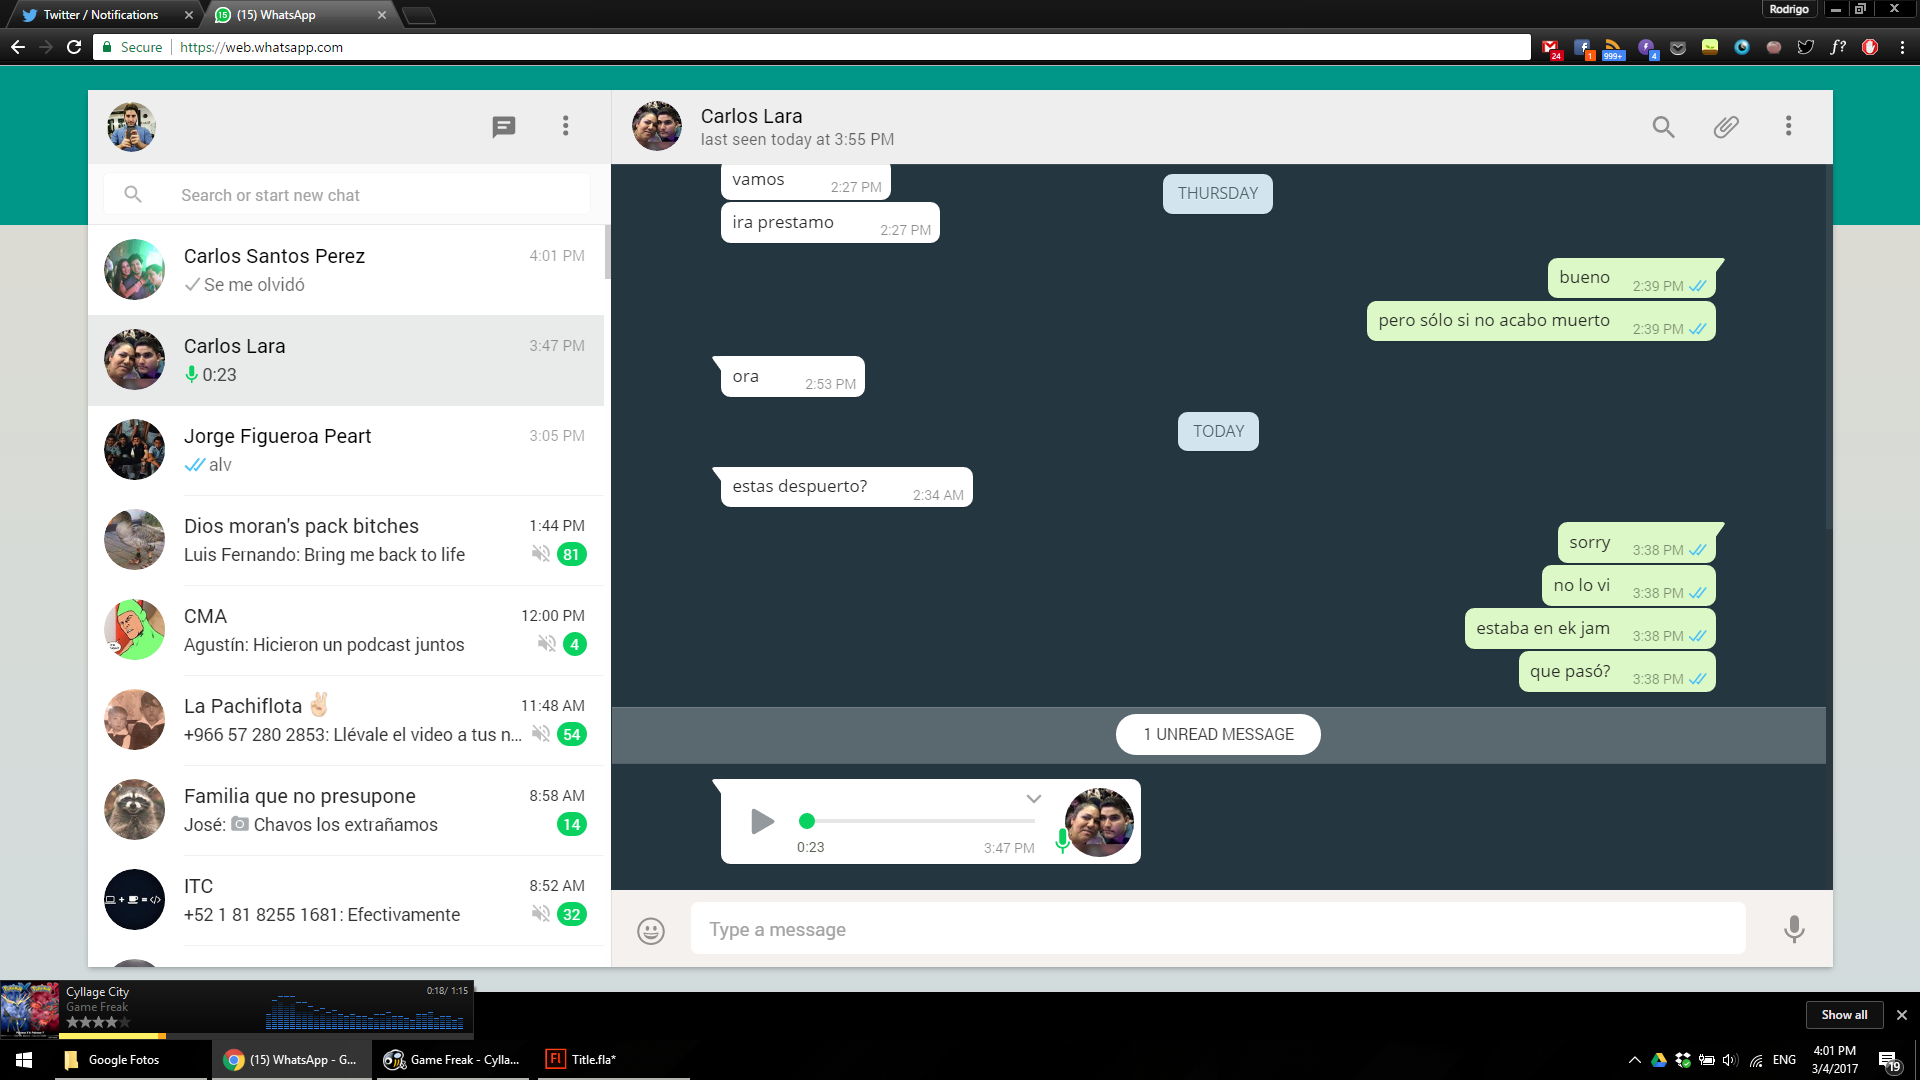 Twitter / Notifications
(15) WhatsApp
Rodrigo
Secure
https://web.whatsapp.com
24
1
999+
4
f?
Search or start new chat
Carlos Santos Perez
4:01 PM
Se me olvidó
Carlos Lara
3:47 PM
0:23
Jorge Figueroa Peart
3:05 PM
alv
Dios moran's pack bitches
1:44 PM
Luis Fernando: Bring me back to life
81
CMA
12:00 PM
Agustín: Hicieron un podcast juntos
4
La Pachiflota ✌🏻
11:48 AM
+966 57 280 2853: Llévale el video a tus n...
54
Familia que no presupone
8:58 AM
José: Chavos los extrañamos
14
ITC
8:52 AM
+52 1 81 8255 1681: Efectivamente
32
Carlos Lara
last seen today at 3:55 PM
vamos
2:27 PM
THURSDAY
ira prestamo
2:27 PM
bueno
2:39 PM
pero sólo si no acabo muerto
2:39 PM
ora
2:53 PM
TODAY
estas despuerto?
2:34 AM
sorry
3:38 PM
no lo vi
3:38 PM
estaba en ek jam
3:38 PM
que pasó?
3:38 PM
1 UNREAD MESSAGE
0:23
3:47 PM
Type a message
Cyllage City
0:18/ 1:15
Game Freak
Show all
Google Fotos
(15) WhatsApp - G...
Game Freak - Cylla...
Fl
Title.fla*
ENG
4:01 PM
3/4/2017
19